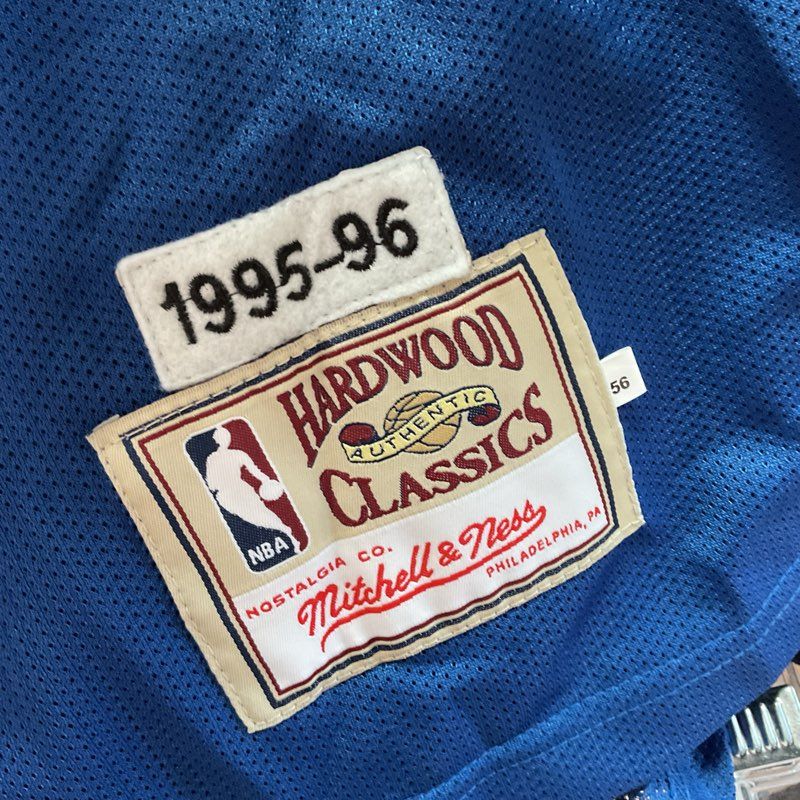 1995-96
HARDWOOD
AUTHENTIC
CLASSICS
NBA
NOSTALGIA CO.
Mitchell & Ness
PHILADELPHIA, PA
56